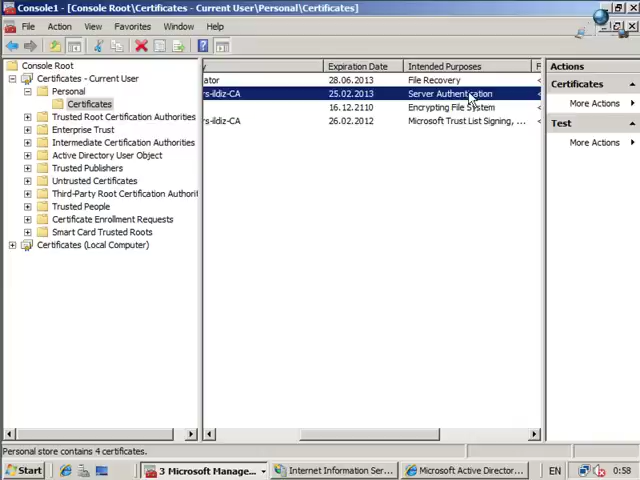 Console1 - [Console Root\Certificates - Current User\Personal\Certificates]
File Action View Favorites Window Help
Console Root
Certificates - Current User
Personal
Certificates
Trusted Root Certification Authorities
Enterprise Trust
Intermediate Certification Authorities
Active Directory User Object
Trusted Publishers
Untrusted Certificates
Third-Party Root Certification Authorit
Trusted People
Certificate Enrollment Requests
Smart Card Trusted Roots
Certificates (Local Computer)
Expiration Date Intended Purposes F
ator 28.06.2013 File Recovery <
rs-ildiz-CA 25.02.2013 Server Authentication <
16.12.2110 Encrypting File System <
rs-ildiz-CA 26.02.2012 Microsoft Trust List Signing, ... <
Actions
Certificates
More Actions
Test
More Actions
Personal store contains 4 certificates.
Start 3 Microsoft Manage... Internet Information Ser... Microsoft Active Director... EN 0:58